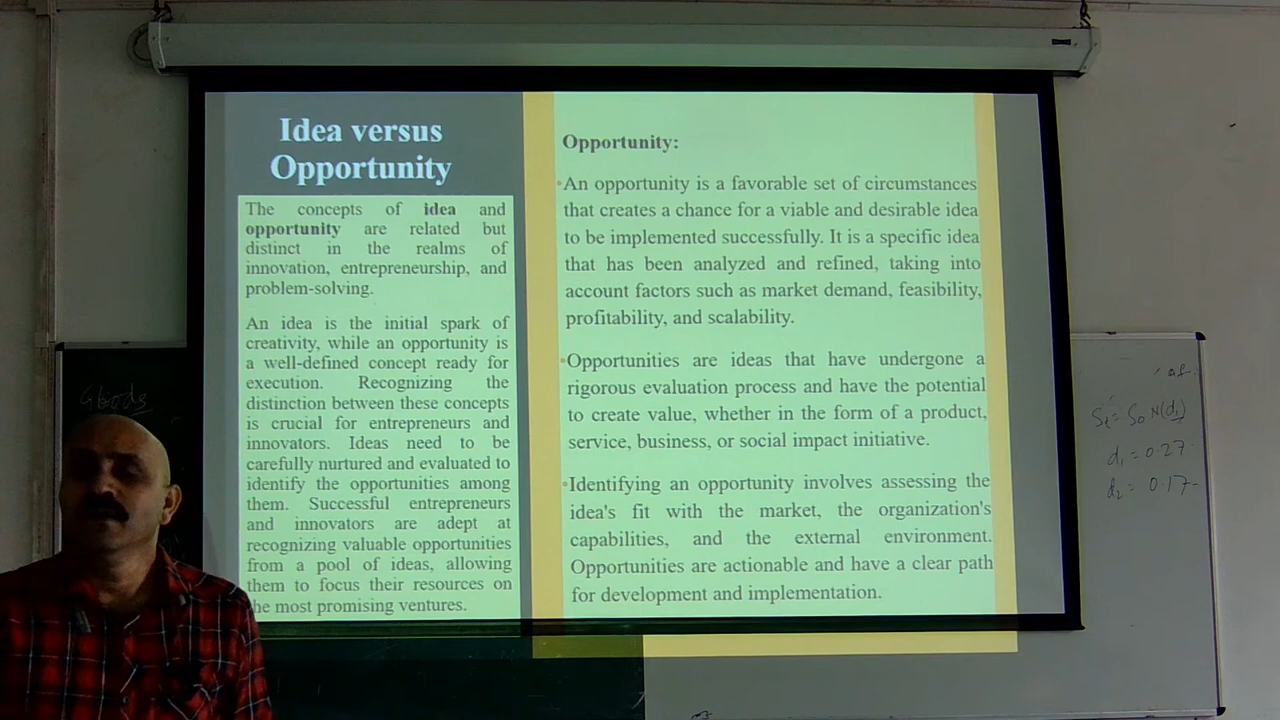 Idea versus
Opportunity
The concepts of idea and
opportunity are related but
distinct in the realms of
innovation, entrepreneurship, and
problem-solving.
An idea is the initial spark of
creativity, while an opportunity is
a well-defined concept ready for
execution. Recognizing the
distinction between these concepts
is crucial for entrepreneurs and
innovators. Ideas need to be
carefully nurtured and evaluated to
identify the opportunities among
them. Successful entrepreneurs
and innovators are adept at
recognizing valuable opportunities
from a pool of ideas, allowing
them to focus their resources on
the most promising ventures.
Opportunity:
•An opportunity is a favorable set of circumstances
that creates a chance for a viable and desirable idea
to be implemented successfully. It is a specific idea
that has been analyzed and refined, taking into
account factors such as market demand, feasibility,
profitability, and scalability.
•Opportunities are ideas that have undergone a
rigorous evaluation process and have the potential
to create value, whether in the form of a product,
service, business, or social impact initiative.
•Identifying an opportunity involves assessing the
idea's fit with the market, the organization's
capabilities, and the external environment.
Opportunities are actionable and have a clear path
for development and implementation.
Goods
S₀ N(d₁)
d₁ = 0.27
d₂ = 0.17